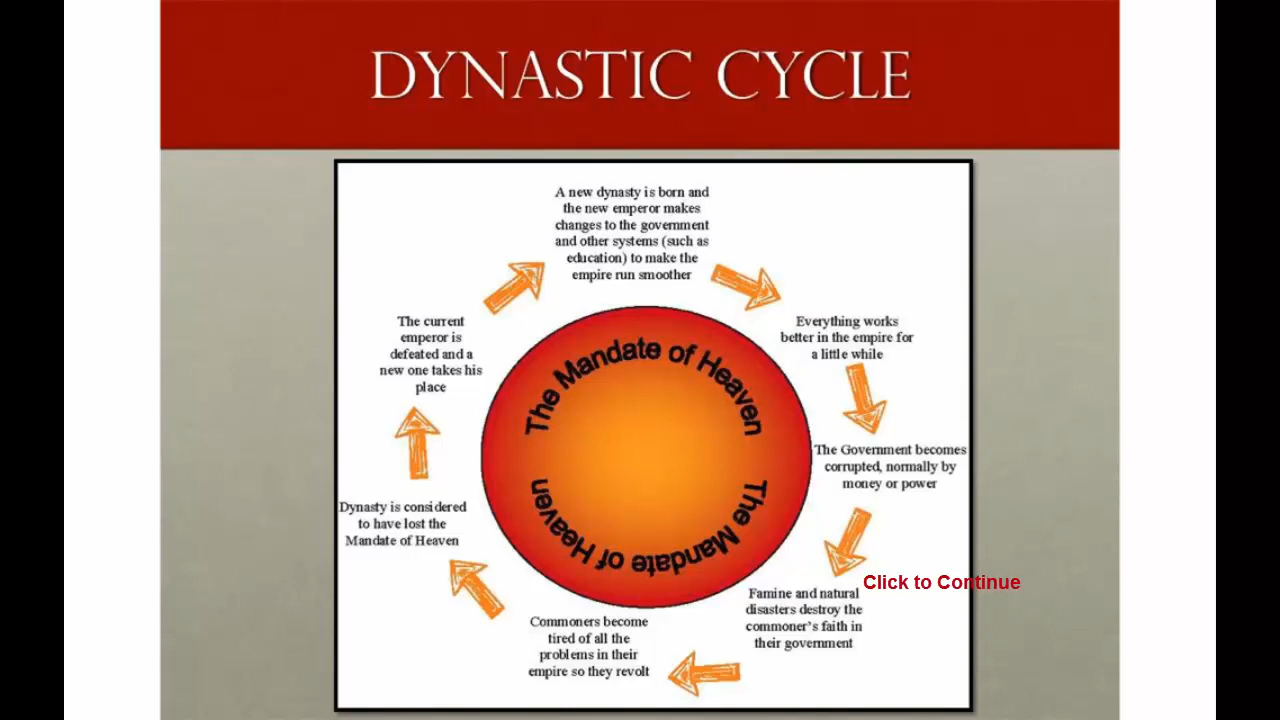 DYNASTIC CYCLE
A new dynasty is born and
the new emperor makes
changes to the government
and other systems (such as
education) to make the
empire run smoother
Everything works
better in the empire for
a little while
The Government becomes
corrupted, normally by
money or power
Click to Continue
Famine and natural
disasters destroy the
commoner's faith in
their government
Commoners become
tired of all the
problems in their
empire so they revolt
Dynasty is considered
to have lost the
Mandate of Heaven
The current
emperor is
defeated and a
new one takes his
place
The Mandate of Heaven
The Mandate of Heaven